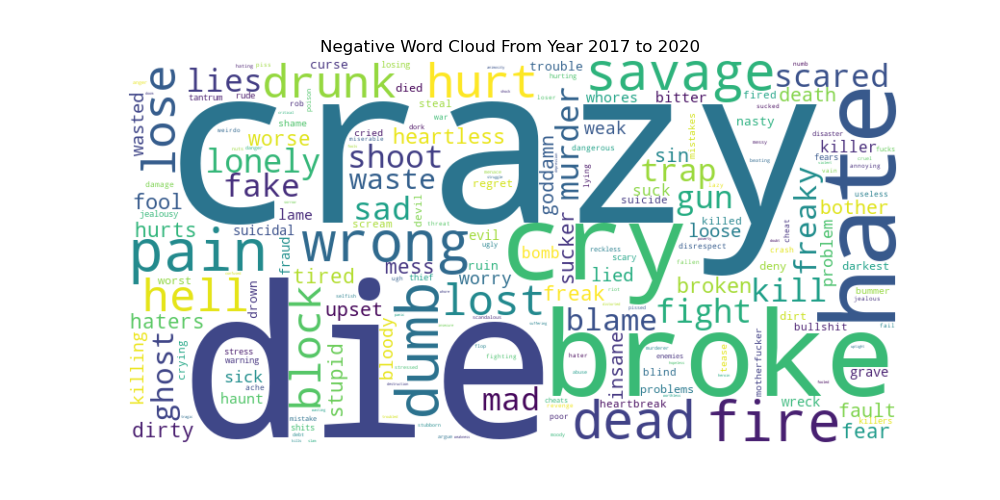 Negative Word Cloud From Year 2017 to 2020
crazy
die
broke
cry
hate
savage
hurt
drunk
lies
curse
losing
trouble
scared
wasted
lose
tantrum
rude
rob
poison
died
steal
war
loser
hurting
numb
whores
bitter
fired
death
nasty
shame
worse
cried
miserable
dork
heartless
weak
dangerous
mistakes
disaster
killer
fears
annoying
lonely
shoot
waste
regret
goddamn
murder
lying
sin
trap
suck
suicide
gun
useless
fake
fool
damage
jealousy
lame
sad
devil
scream
threat
evil
ugly
sucker
killed
loose
disrespect
cheat
freaky
problem
bother
hurts
suicidal
fraud
pain
wrong
mess
ruin
worry
thief
bomb
lied
scary
reckless
broken
deny
kill
crash
darkest
bummer
jealous
worst
tired
hell
drown
selfish
upset
lost
freak
blame
fight
dirt
bullshit
fail
haters
block
bloody
dumb
stupid
killing
ghost
crying
stress
warning
sick
ache
haunt
fighting
hater
insane
enemies
blind
problems
tease
motherfucker
grave
mad
cheats
poor
heartbreak
wreck
fault
killers
fear
dirty
mistake
shits
stubborn
argue
moody
dead
fire